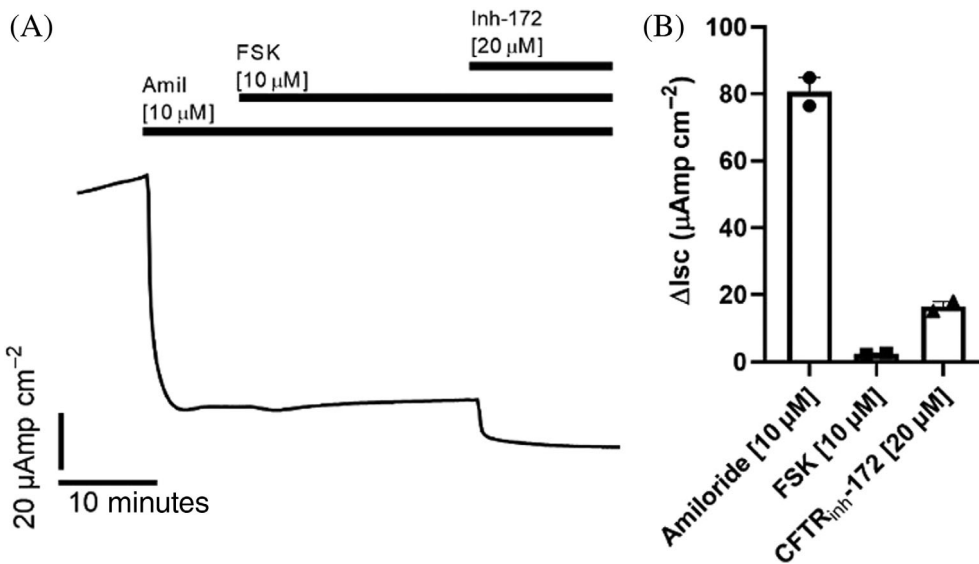 (A)
Inh-172
[20 µM]
FSK
[10 µM]
Amil
[10 µM]
20 µAmp cm⁻²
10 minutes
(B)
ΔIsc (µAmp cm⁻²)
100
80
60
40
20
0
Amiloride [10 µM]
FSK [10 µM]
CFTRinh-172 [20 µM]